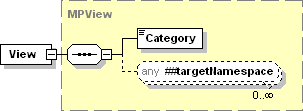 MPView
View
Category
any ##targetNamespace
0..∞